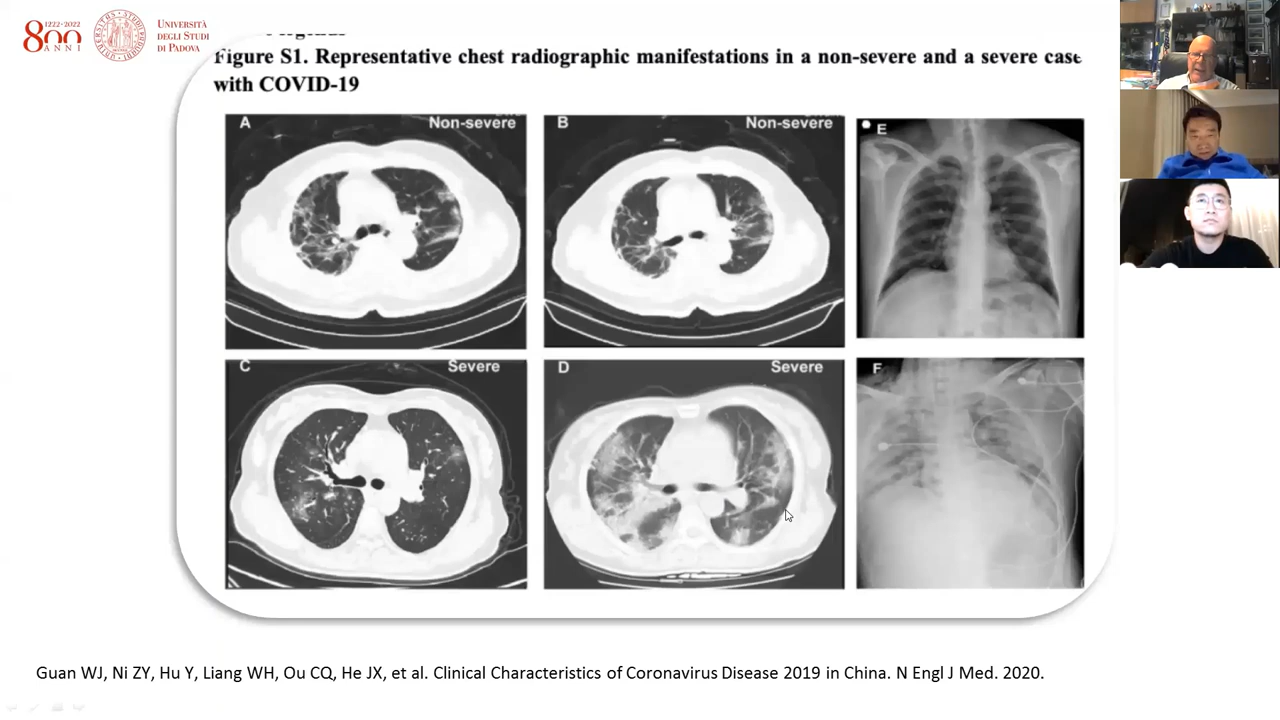 1222·2022
800
ANNI
UNIVERSITÀ
DEGLI STUDI
DI PADOVA
Figure S1. Representative chest radiographic manifestations in a non-severe and a severe case
with COVID-19
A Non-severe
B Non-severe
E
C Severe
D Severe
F
Guan WJ, Ni ZY, Hu Y, Liang WH, Ou CQ, He JX, et al. Clinical Characteristics of Coronavirus Disease 2019 in China. N Engl J Med. 2020.